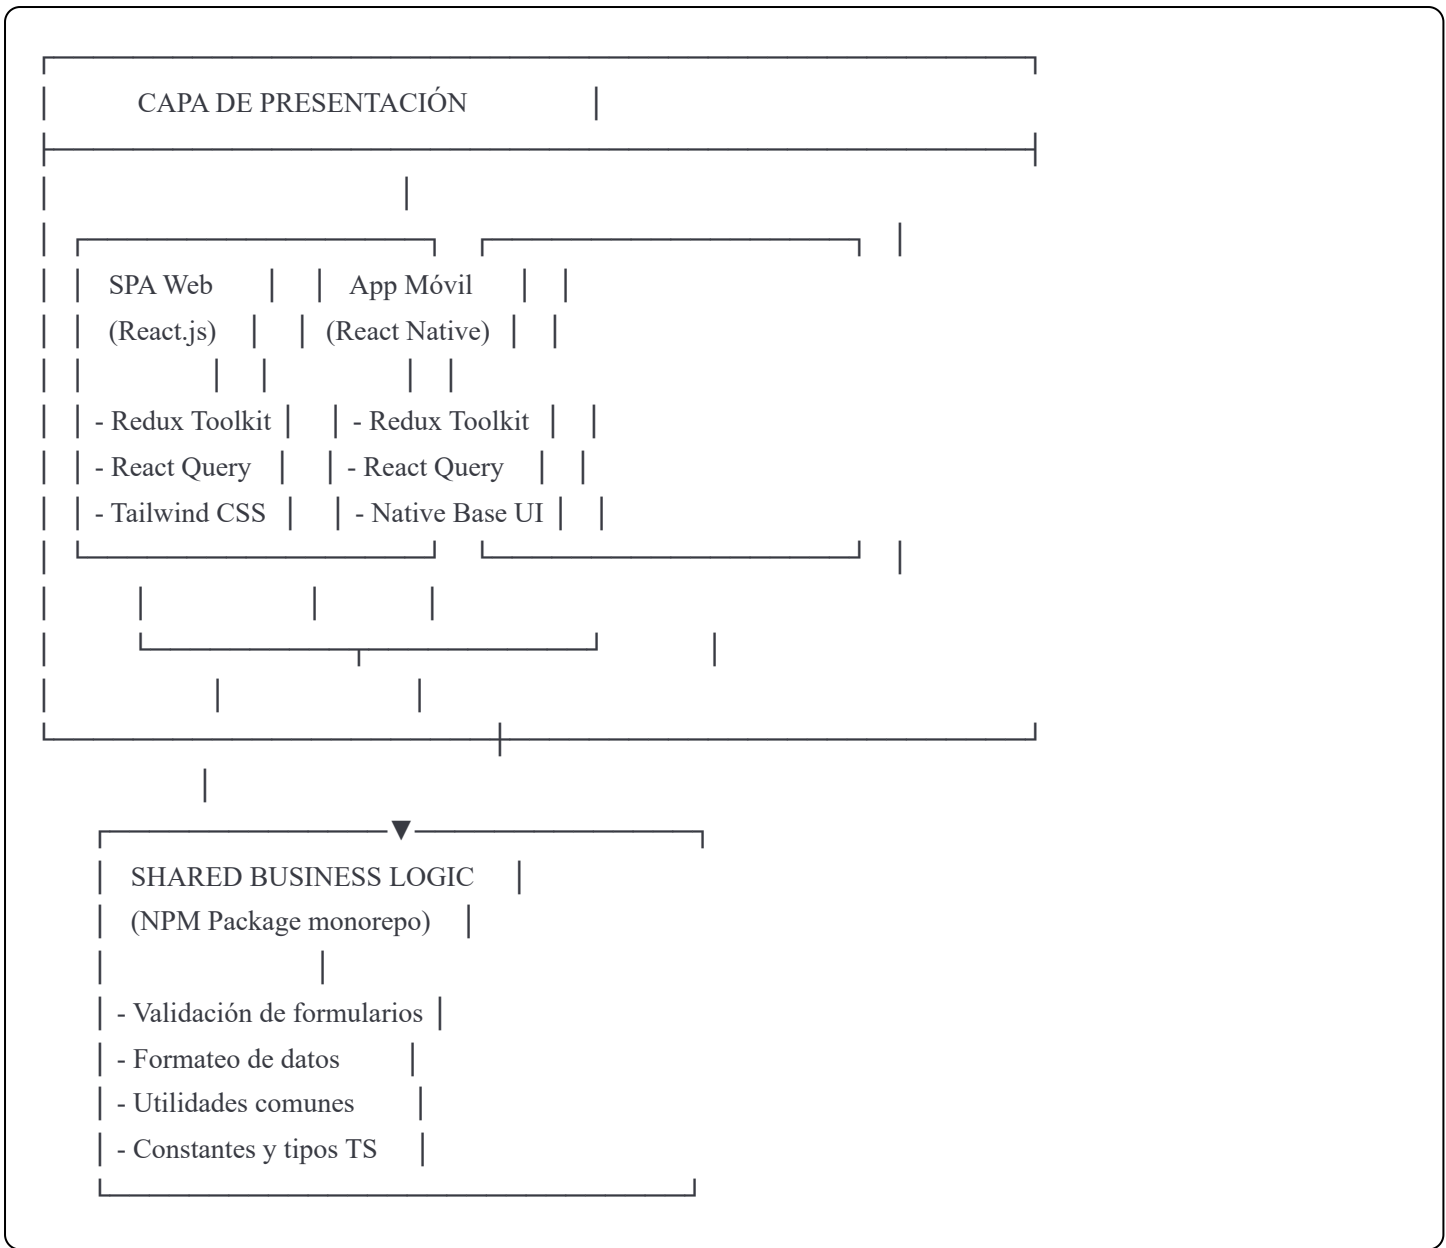 CAPA DE PRESENTACIÓN
SPA Web App Móvil
(React.js) (React Native)
- Redux Toolkit - Redux Toolkit
- React Query - React Query
- Tailwind CSS - Native Base UI
SHARED BUSINESS LOGIC
(NPM Package monorepo)
- Validación de formularios
- Formateo de datos
- Utilidades comunes
- Constantes y tipos TS